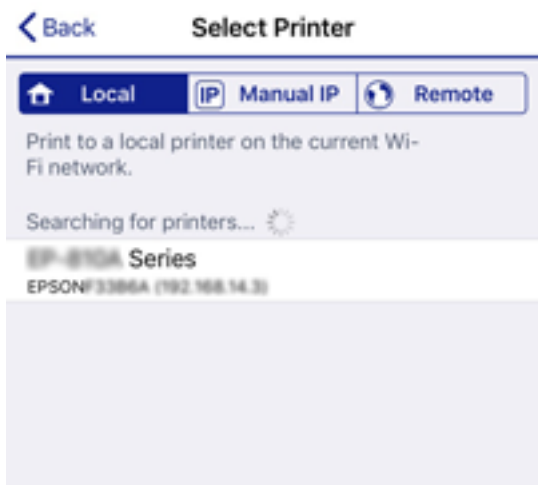 Back
Select Printer
Local
IP Manual IP
Remote
Print to a local printer on the current Wi-
Fi network.
Searching for printers...
Series
EPSON